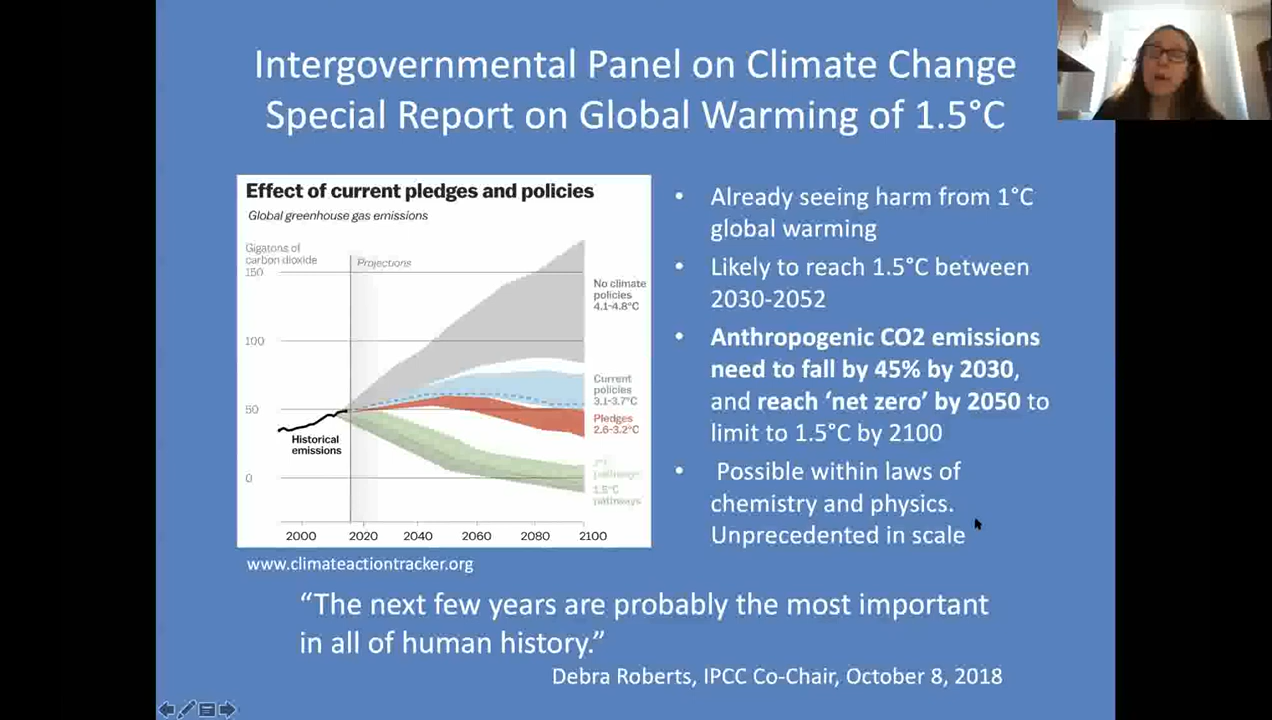 Intergovernmental Panel on Climate Change
Special Report on Global Warming of 1.5°C
Effect of current pledges and policies
Global greenhouse gas emissions
Gigatons of
carbon dioxide
150
Projections
100
50
0
No climate
policies
4.1-4.8°C
Current
policies
3.1-3.7°C
Pledges
2.6-3.2°C
pathways
1.5°C
pathways
Historical
emissions
2000 2020 2040 2060 2080 2100
www.climateactiontracker.org
• Already seeing harm from 1°C
global warming
• Likely to reach 1.5°C between
2030-2052
• Anthropogenic CO2 emissions
need to fall by 45% by 2030,
and reach ‘net zero’ by 2050 to
limit to 1.5°C by 2100
• Possible within laws of
chemistry and physics.
Unprecedented in scale
“The next few years are probably the most important
in all of human history.”
Debra Roberts, IPCC Co-Chair, October 8, 2018